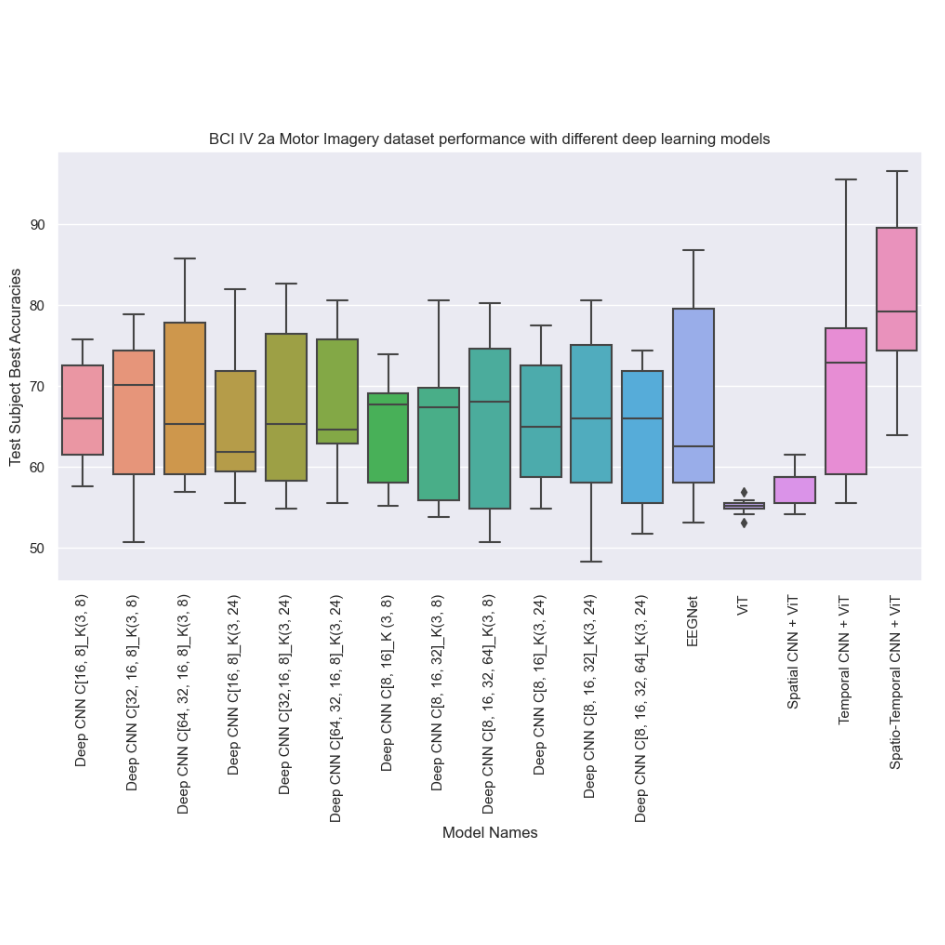 BCI IV 2a Motor Imagery dataset performance with different deep learning models
Test Subject Best Accuracies
90
80
70
60
50
Deep CNN C[16, 8]_K(3, 8)
Deep CNN C[32, 16, 8]_K(3, 8)
Deep CNN C[64, 32, 16, 8]_K(3, 8)
Deep CNN C[16, 8]_K(3, 24)
Deep CNN C[32,16, 8]_K(3, 24)
Deep CNN C[64, 32, 16, 8]_K(3, 24)
Deep CNN C[8, 16]_K (3, 8)
Deep CNN C[8, 16, 32]_K(3, 8)
Deep CNN C[8, 16, 32, 64]_K(3, 8)
Deep CNN C[8, 16]_K(3, 24)
Deep CNN C[8, 16, 32]_K(3, 24)
Deep CNN C[8, 16, 32, 64]_K(3, 24)
EEGNet
ViT
Spatial CNN + ViT
Temporal CNN + ViT
Spatio-Temporal CNN + ViT
Model Names